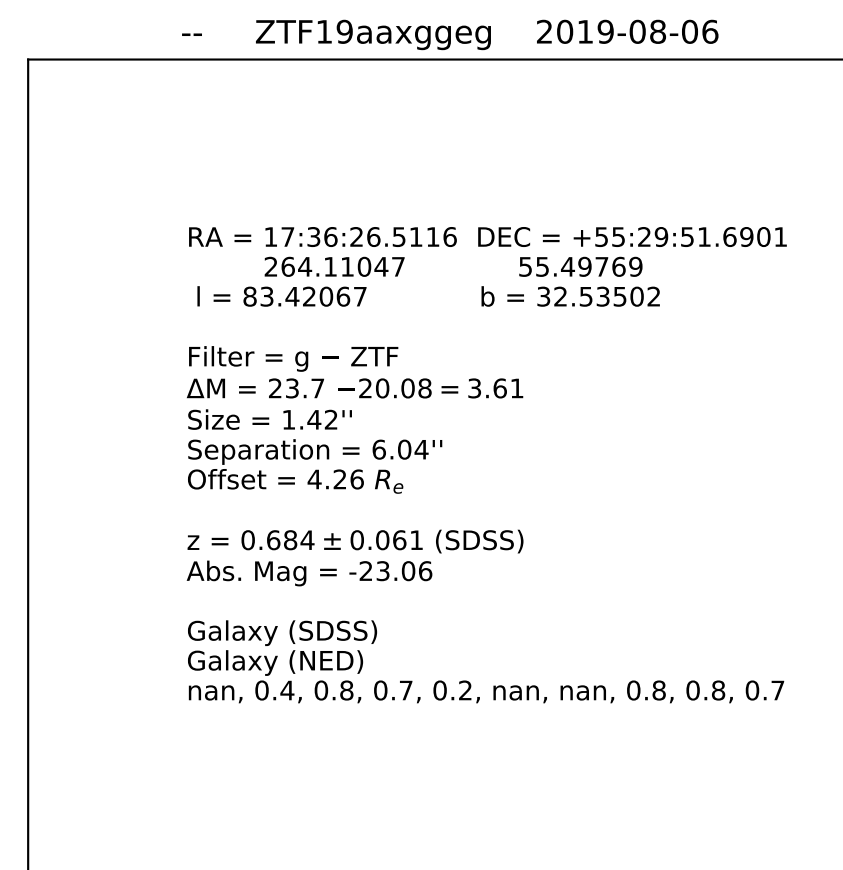 -- ZTF19aaxggeg 2019-08-06
RA = 17:36:26.5116 DEC = +55:29:51.6901
264.11047 55.49769
l = 83.42067 b = 32.53502
Filter = g − ZTF
ΔM = 23.7 −20.08 = 3.61
Size = 1.42''
Separation = 6.04''
Offset = 4.26 Rₑ
z = 0.684 ± 0.061 (SDSS)
Abs. Mag = -23.06
Galaxy (SDSS)
Galaxy (NED)
nan, 0.4, 0.8, 0.7, 0.2, nan, nan, 0.8, 0.8, 0.7